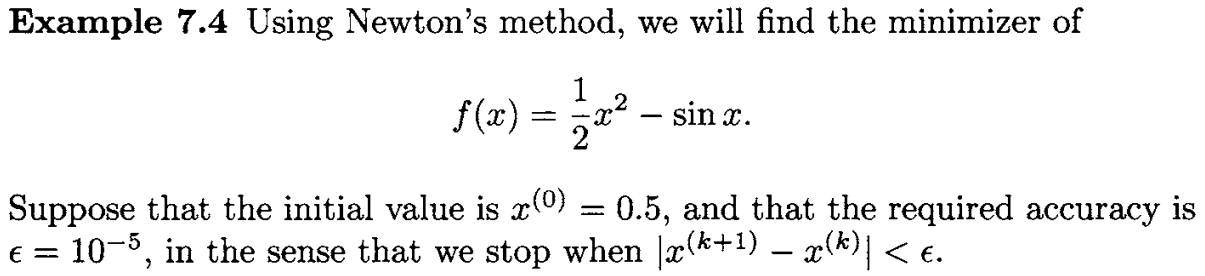 Example 7.4 Using Newton's method, we will find the minimizer of
f(x) = \frac{1}{2}x^2 - \sin x.
Suppose that the initial value is x^{(0)} = 0.5, and that the required accuracy is
ϵ = 10^{-5}, in the sense that we stop when |x^{(k+1)} - x^{(k)}| < ϵ.